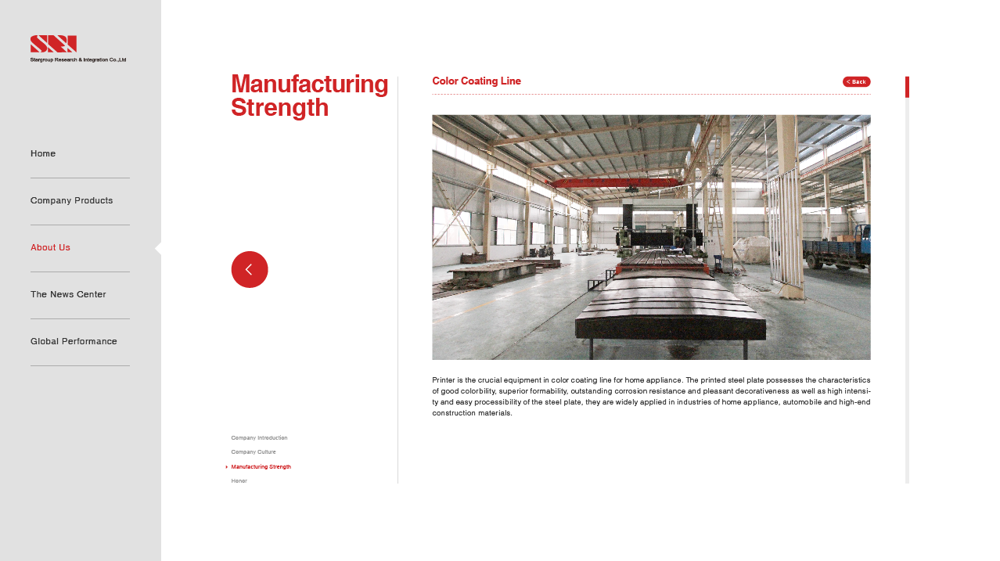 SRI
Stargroup Research & Integration Co.,Ltd
Home
Company Products
About Us
The News Center
Global Performance
Manufacturing
Strength
Company Introduction
Company Culture
Manufacturing Strength
Honor
Color Coating Line
< Back
Printer is the crucial equipment in color coating line for home appliance. The printed steel plate possesses the characteristics
of good colorbility, superior formability, outstanding corrosion resistance and pleasant decorativeness as well as high intensi-
ty and easy processibility of the steel plate, they are widely applied in industries of home appliance, automobile and high-end
construction materials.